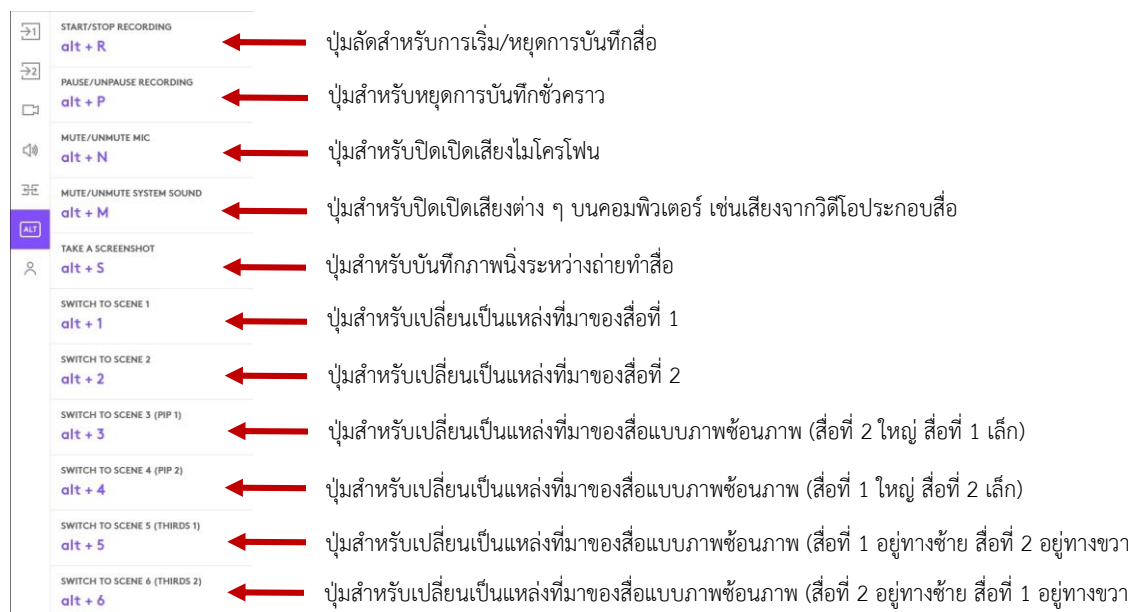 1
START/STOP RECORDING
alt + R
ปุ่มลัดสำหรับการเริ่ม/หยุดการบันทึกสื่อ
2
PAUSE/UNPAUSE RECORDING
alt + P
ปุ่มสำหรับหยุดการบันทึกชั่วคราว
MUTE/UNMUTE MIC
alt + N
ปุ่มสำหรับปิดเปิดเสียงไมโครโฟน
MUTE/UNMUTE SYSTEM SOUND
alt + M
ปุ่มสำหรับปิดเปิดเสียงต่าง ๆ บนคอมพิวเตอร์ เช่นเสียงจากวิดีโอประกอบสื่อ
ALT
TAKE A SCREENSHOT
alt + S
ปุ่มสำหรับบันทึกภาพนิ่งระหว่างถ่ายทำสื่อ
SWITCH TO SCENE 1
alt + 1
ปุ่มสำหรับเปลี่ยนเป็นแหล่งที่มาของสื่อที่ 1
SWITCH TO SCENE 2
alt + 2
ปุ่มสำหรับเปลี่ยนเป็นแหล่งที่มาของสื่อที่ 2
SWITCH TO SCENE 3 (PIP 1)
alt + 3
ปุ่มสำหรับเปลี่ยนเป็นแหล่งที่มาของสื่อแบบภาพซ้อนภาพ (สื่อที่ 2 ใหญ่ สื่อที่ 1 เล็ก)
SWITCH TO SCENE 4 (PIP 2)
alt + 4
ปุ่มสำหรับเปลี่ยนเป็นแหล่งที่มาของสื่อแบบภาพซ้อนภาพ (สื่อที่ 1 ใหญ่ สื่อที่ 2 เล็ก)
SWITCH TO SCENE 5 (THIRDS 1)
alt + 5
ปุ่มสำหรับเปลี่ยนเป็นแหล่งที่มาของสื่อแบบภาพซ้อนภาพ (สื่อที่ 1 อยู่ทางซ้าย สื่อที่ 2 อยู่ทางขวา
SWITCH TO SCENE 6 (THIRDS 2)
alt + 6
ปุ่มสำหรับเปลี่ยนเป็นแหล่งที่มาของสื่อแบบภาพซ้อนภาพ (สื่อที่ 2 อยู่ทางซ้าย สื่อที่ 1 อยู่ทางขวา